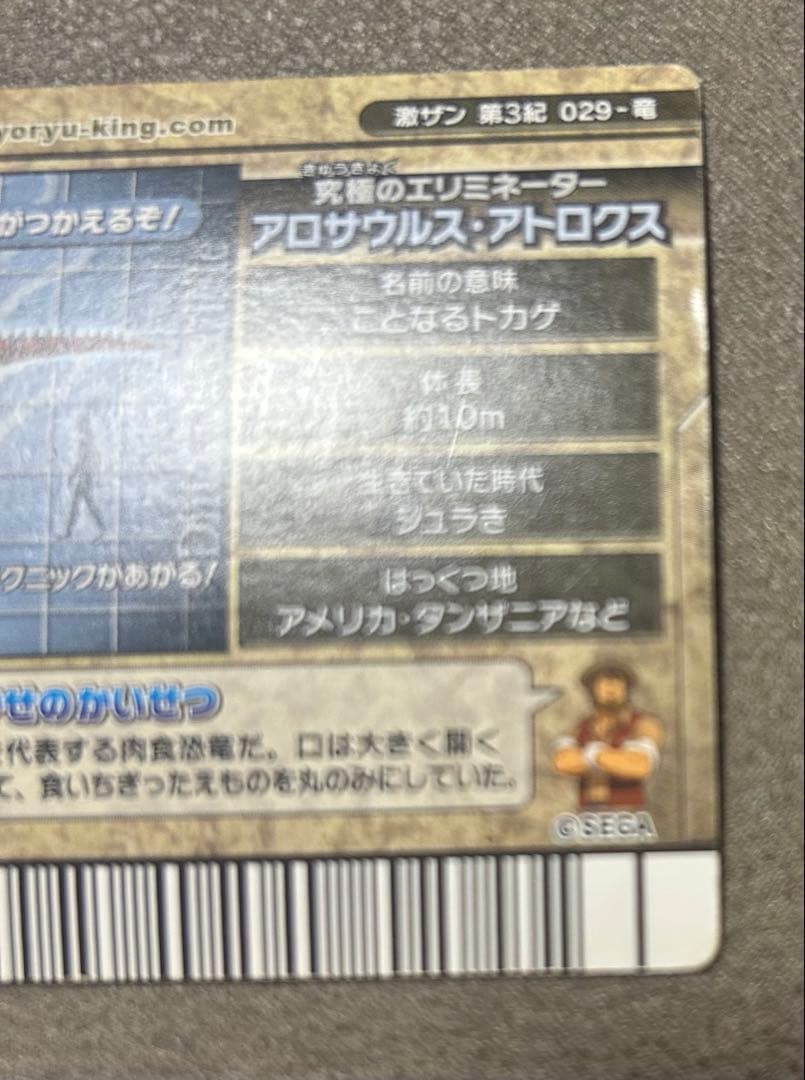 yoryu-king.com
激ザン 第3紀 029-竜
がつかえるぞ!
きゅうきょく
究極のエリミネーター
アロサウルス・アトロクス
名前の意味
ことなるトカゲ
体長
約10m
生きていた時代
ジュラき
はっくつ地
アメリカ・タンザニアなど
クニックがあがる!
せのかいせつ
代表する肉食恐竜だ。口は大きく開く
て、食いちぎったえものを丸のみにしていた。
©SEGA